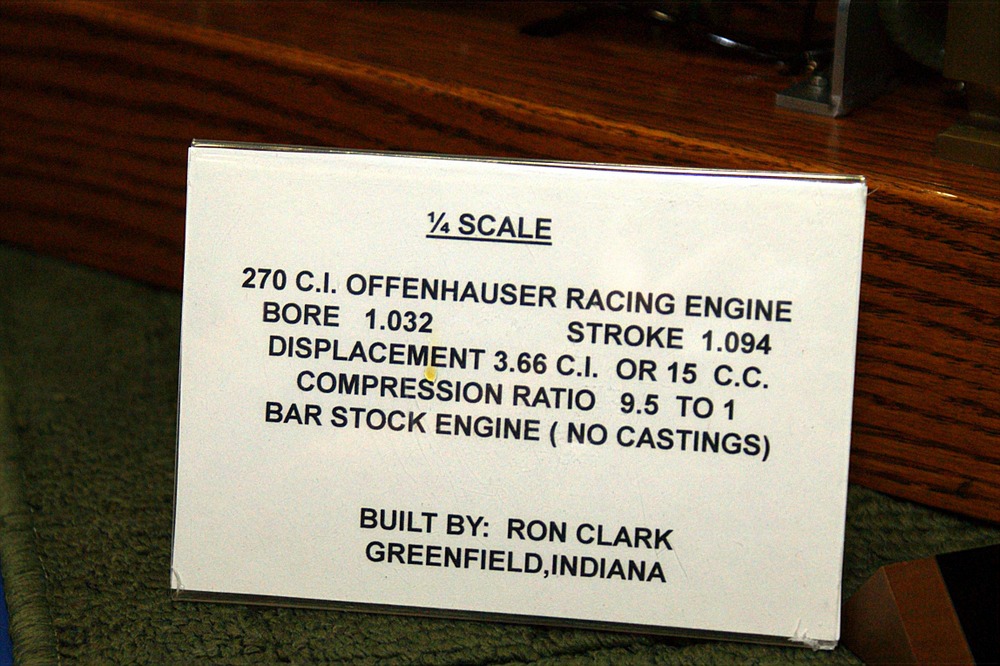 ¼ SCALE
270 C.I. OFFENHAUSER RACING ENGINE
BORE 1.032 STROKE 1.094
DISPLACEMENT 3.66 C.I. OR 15 C.C.
COMPRESSION RATIO 9.5 TO 1
BAR STOCK ENGINE ( NO CASTINGS)
BUILT BY: RON CLARK
GREENFIELD,INDIANA